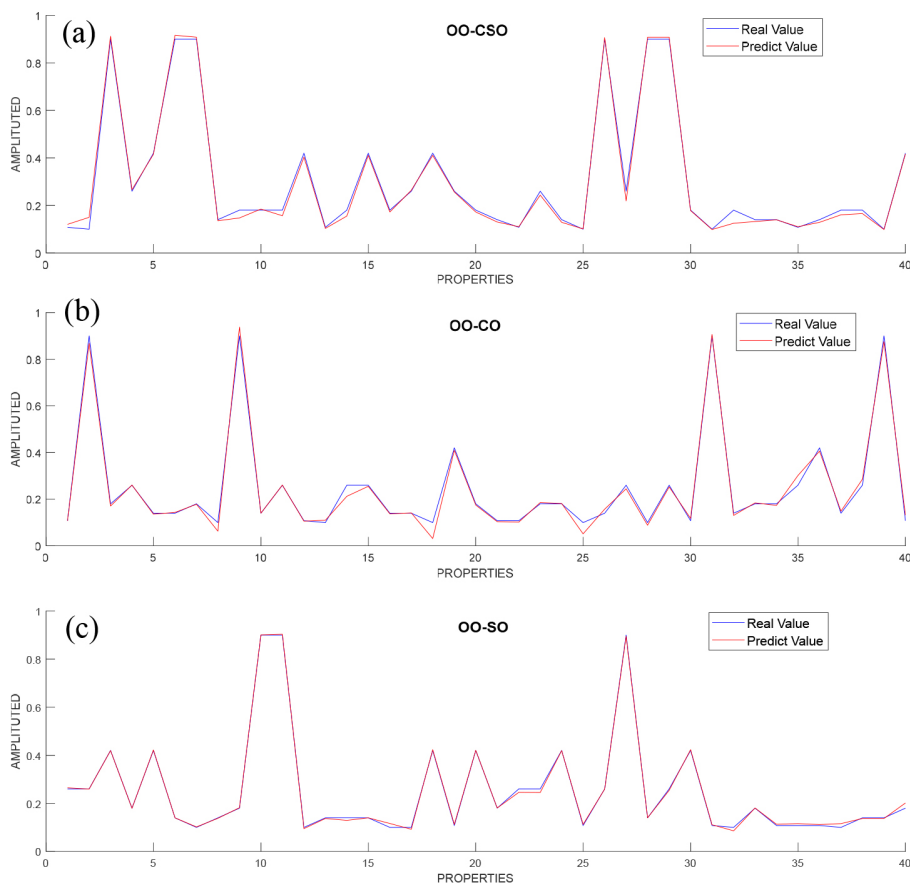 (a)
OO-CSO
Real Value
Predict Value
AMPLITUTED
1
0.8
0.6
0.4
0.2
0
0 5 10 15 20 25 30 35 40
PROPERTIES
(b)
OO-CO
Real Value
Predict Value
AMPLITUTED
1
0.8
0.6
0.4
0.2
0
0 5 10 15 20 25 30 35 40
PROPERTIES
(c)
OO-SO
Real Value
Predict Value
AMPLITUTED
1
0.8
0.6
0.4
0.2
0
0 5 10 15 20 25 30 35 40
PROPERTIES